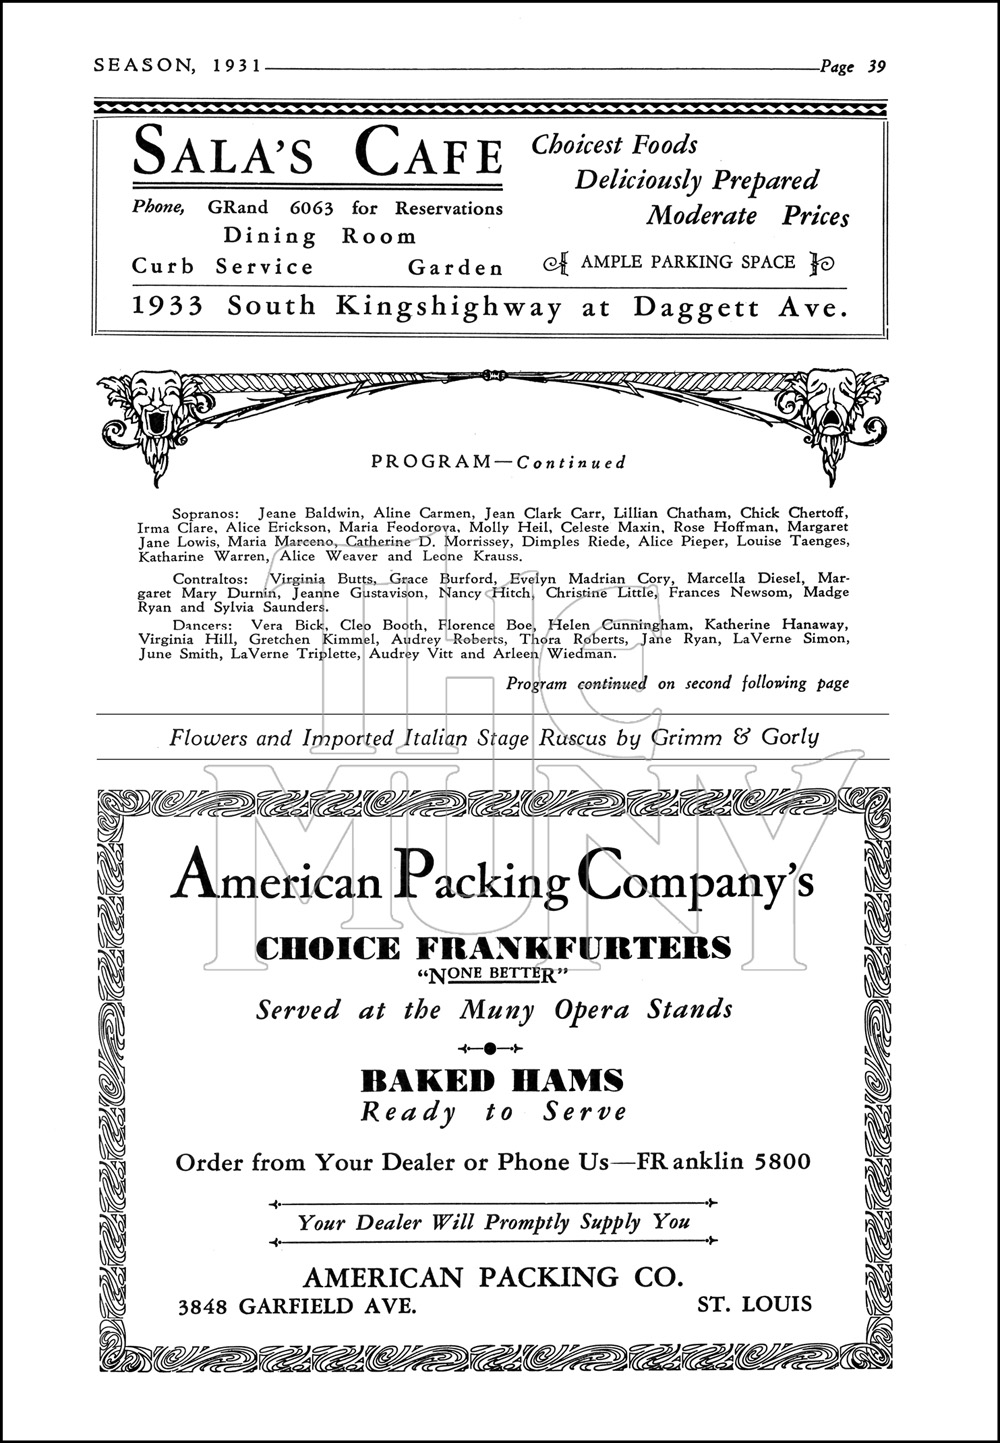 SEASON, 1931 Page 39
SALA'S CAFE
Phone, GRand 6063 for Reservations
Dining Room
Curb Service Garden
Choicest Foods
Deliciously Prepared
Moderate Prices
AMPLE PARKING SPACE
1933 South Kingshighway at Daggett Ave.
PROGRAM—Continued
Sopranos: Jeane Baldwin, Aline Carmen, Jean Clark Carr, Lillian Chatham, Chick Chertoff,
Irma Clare, Alice Erickson, Maria Feodorova, Molly Heil, Celeste Maxin, Rose Hoffman, Margaret
Jane Lowis, Maria Marceno, Catherine D. Morrissey, Dimples Riede, Alice Pieper, Louise Taenges,
Katharine Warren, Alice Weaver and Leone Krauss.
Contraltos: Virginia Butts, Grace Burford, Evelyn Madrian Cory, Marcella Diesel, Mar-
garet Mary Durnin, Jeanne Gustavison, Nancy Hitch, Christine Little, Frances Newsom, Madge
Ryan and Sylvia Saunders.
Dancers: Vera Bick, Cleo Booth, Florence Boe, Helen Cunningham, Katherine Hanaway,
Virginia Hill, Gretchen Kimmel, Audrey Roberts, Thora Roberts, Jane Ryan, LaVerne Simon,
June Smith, LaVerne Triplette, Audrey Vitt and Arleen Wiedman.
Program continued on second following page
Flowers and Imported Italian Stage Ruscus by Grimm & Gorly
The
MUNY
American Packing Company's
CHOICE FRANKFURTERS
"NONE BETTER"
Served at the Muny Opera Stands
BAKED HAMS
Ready to Serve
Order from Your Dealer or Phone Us—FRanklin 5800
Your Dealer Will Promptly Supply You
AMERICAN PACKING CO.
3848 GARFIELD AVE. ST. LOUIS